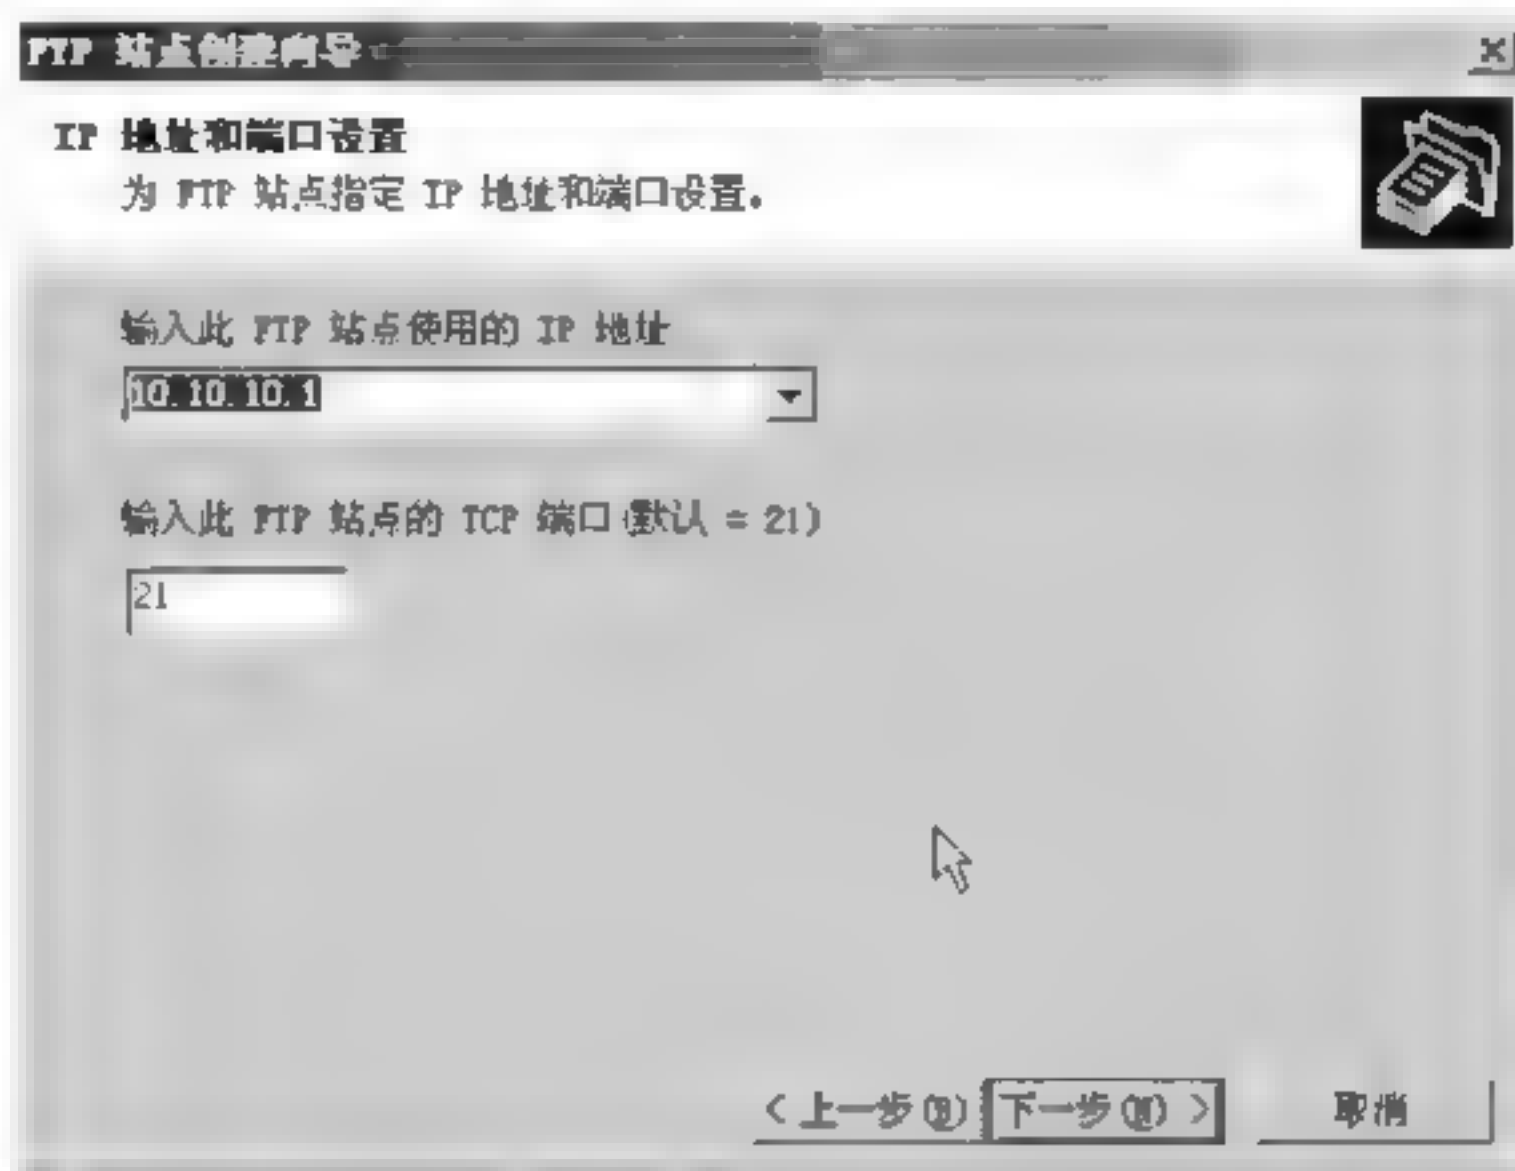 FTP 站点创建向导
IP 地址和端口设置
为 FTP 站点指定 IP 地址和端口设置。
输入此 FTP 站点使用的 IP 地址
10.10.10.1
输入此 FTP 站点的 TCP 端口(默认 = 21)
21
< 上一步(B) 下一步(N) > 取消